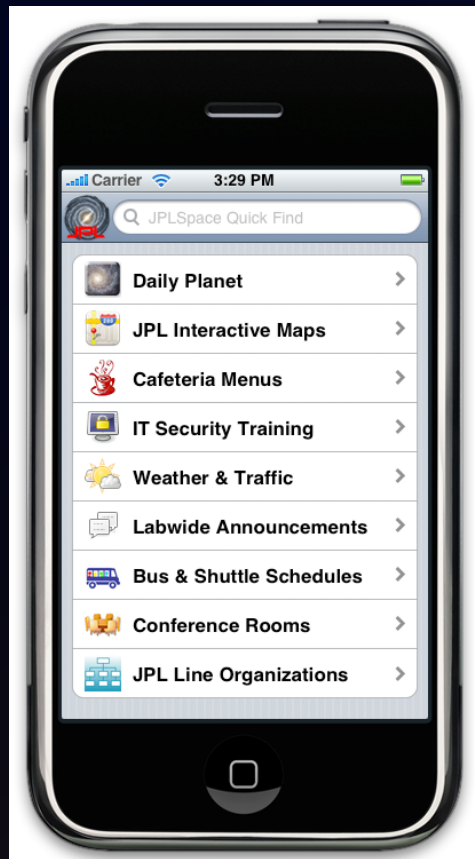 Carrier 3:29 PM
JPL
JPLSpace Quick Find
Daily Planet
JPL Interactive Maps
Cafeteria Menus
IT Security Training
Weather & Traffic
Labwide Announcements
Bus & Shuttle Schedules
Conference Rooms
JPL Line Organizations